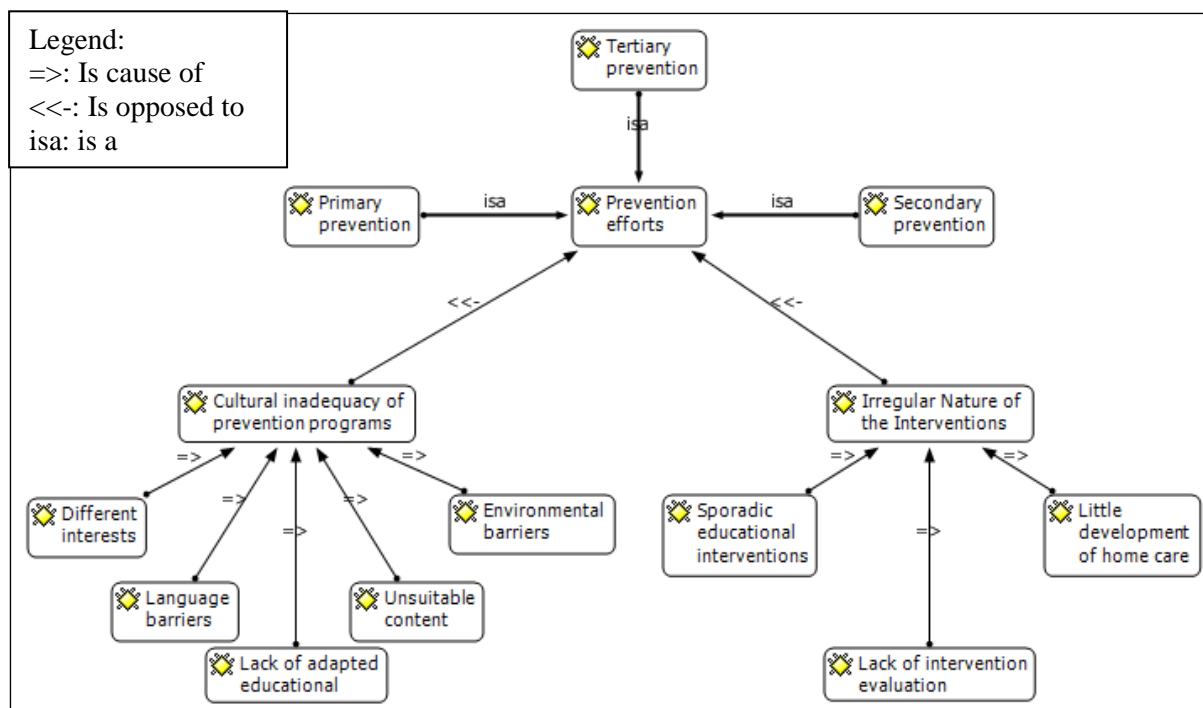 Legend:
=>: Is cause of
<<-: Is opposed to
isa: is a
Tertiary
prevention
isa
Primary
prevention
isa
Prevention
efforts
isa
Secondary
prevention
<<-
<<-
Cultural inadequacy of
prevention programs
Irregular Nature of
the Interventions
=>
=>
=>
=>
=>
=>
=>
=>
Different
interests
Language
barriers
Lack of adapted
educational
Unsuitable
content
Environmental
barriers
Sporadic
educational
interventions
Lack of intervention
evaluation
Little
development
of home care